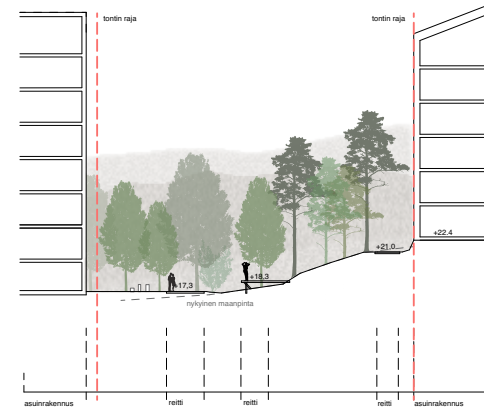 tontin raja
tontin raja
+22.4
+21.0
+18,3
+17,3
nykyinen maanpinta
asuinrakennus
reitti
reitti
reitti
asuinrakennus